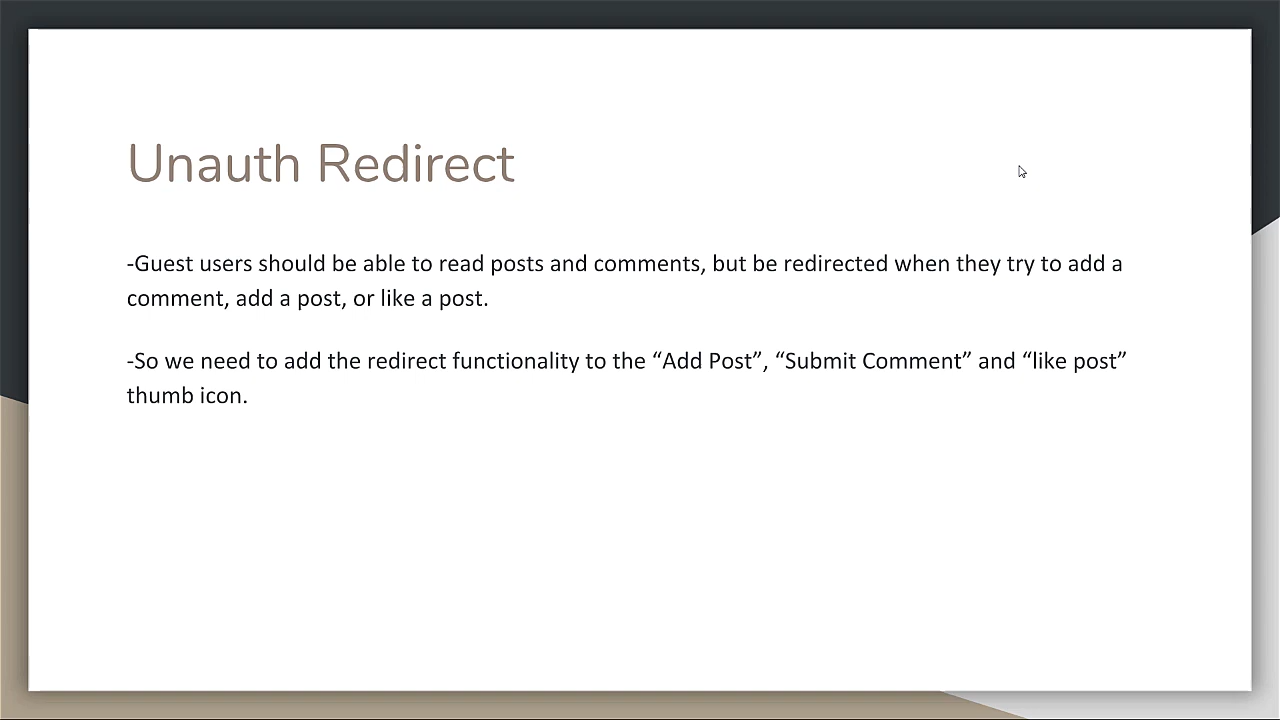 Unauth Redirect
-Guest users should be able to read posts and comments, but be redirected when they try to add a
comment, add a post, or like a post.
-So we need to add the redirect functionality to the “Add Post”, “Submit Comment” and “like post”
thumb icon.